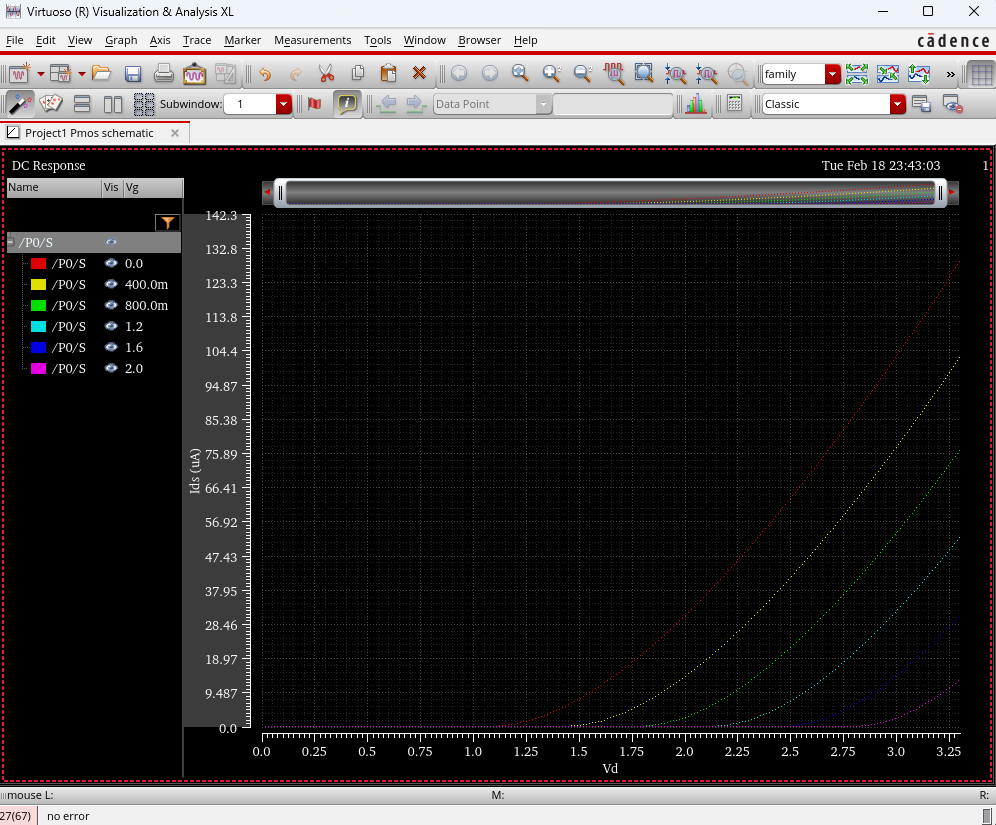 Virtuoso (R) Visualization & Analysis XL
File Edit View Graph Axis Trace Marker Measurements Tools Window Browser Help
cādence
family
»
Subwindow: 1
Data Point
Classic
Project1 Pmos schematic
DC Response
Tue Feb 18 23:43:03
1
Name Vis Vg
/P0/S
/P0/S 0.0
/P0/S 400.0m
/P0/S 800.0m
/P0/S 1.2
/P0/S 1.6
/P0/S 2.0
142.3
132.8
123.3
113.8
104.4
94.87
85.38
75.89
66.41
56.92
47.43
37.95
28.46
18.97
9.487
0.0
Ids (uA)
0.0 0.25 0.5 0.75 1.0 1.25 1.5 1.75 2.0 2.25 2.5 2.75 3.0 3.25
Vd
mouse L: M: R:
27(67) no error